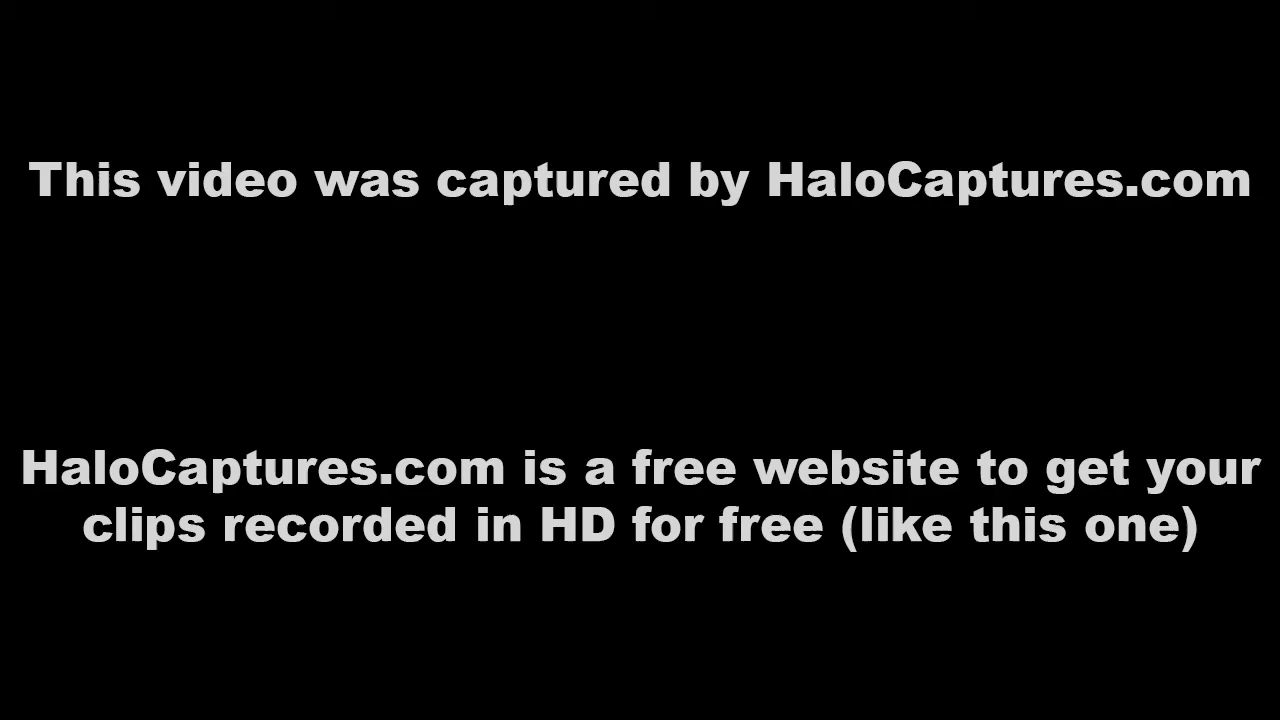 This video was captured by HaloCaptures.com
HaloCaptures.com is a free website to get your
clips recorded in HD for free (like this one)